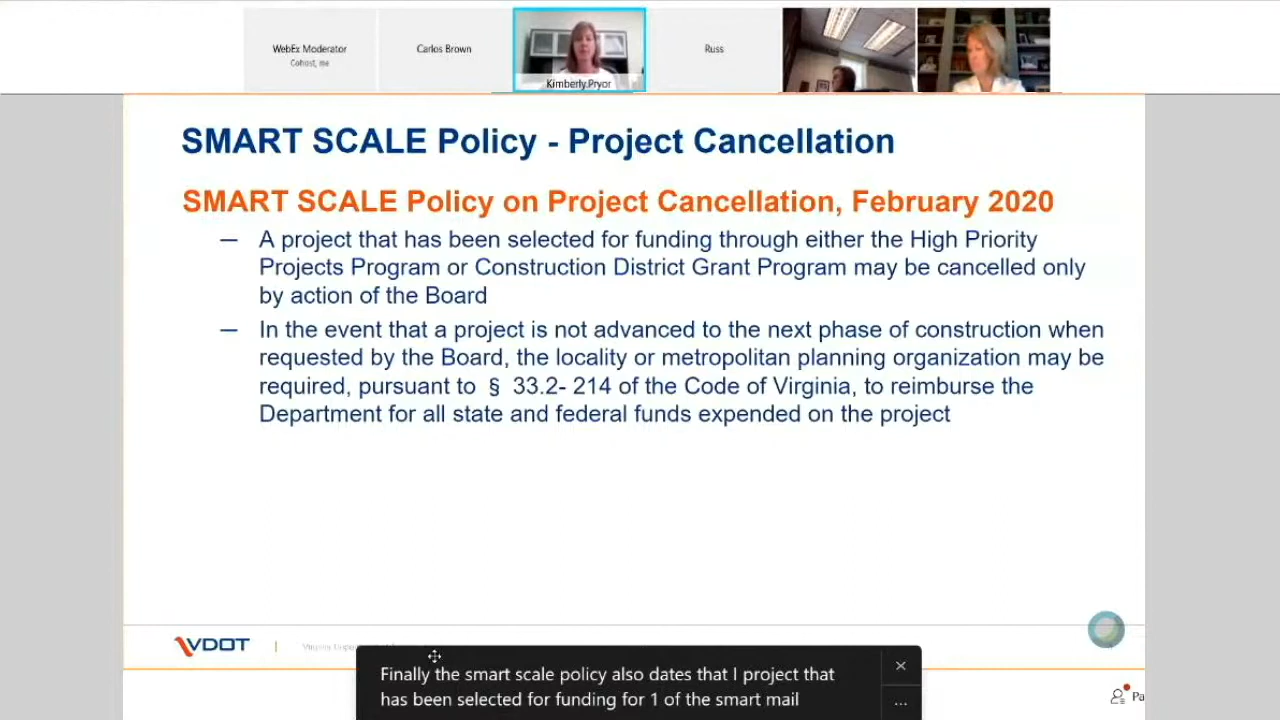 WebEx Moderator
Cohost, me
Carlos Brown
Kimberly.Pryor
Russ
SMART SCALE Policy - Project Cancellation
SMART SCALE Policy on Project Cancellation, February 2020
— A project that has been selected for funding through either the High Priority
Projects Program or Construction District Grant Program may be cancelled only
by action of the Board
— In the event that a project is not advanced to the next phase of construction when
requested by the Board, the locality or metropolitan planning organization may be
required, pursuant to § 33.2- 214 of the Code of Virginia, to reimburse the
Department for all state and federal funds expended on the project
VDOT
Finally the smart scale policy also dates that I project that
has been selected for funding for 1 of the smart mail
Pa